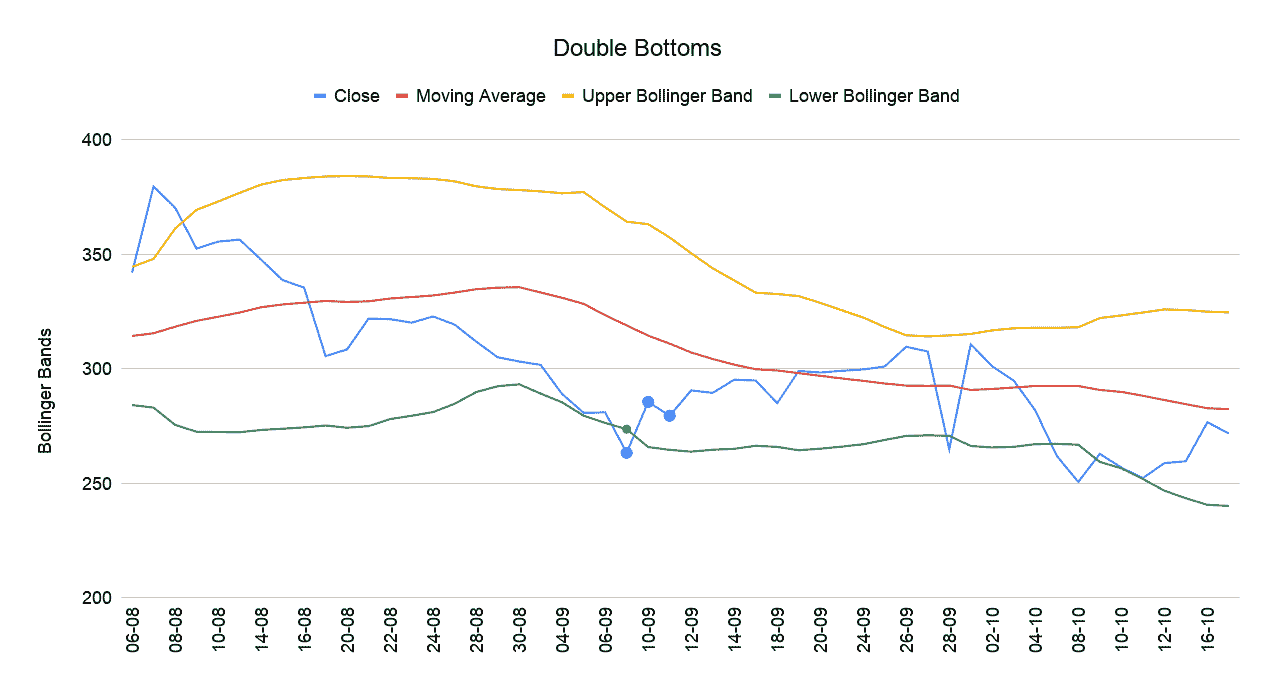 Double Bottoms
Close Moving Average Upper Bollinger Band Lower Bollinger Band
Bollinger Bands
400
350
300
250
200
06-08 08-08 10-08 14-08 16-08 20-08 22-08 24-08 28-08 30-08 04-09 06-09 10-09 12-09 14-09 18-09 20-09 24-09 26-09 28-09 02-10 04-10 08-10 10-10 12-10 16-10